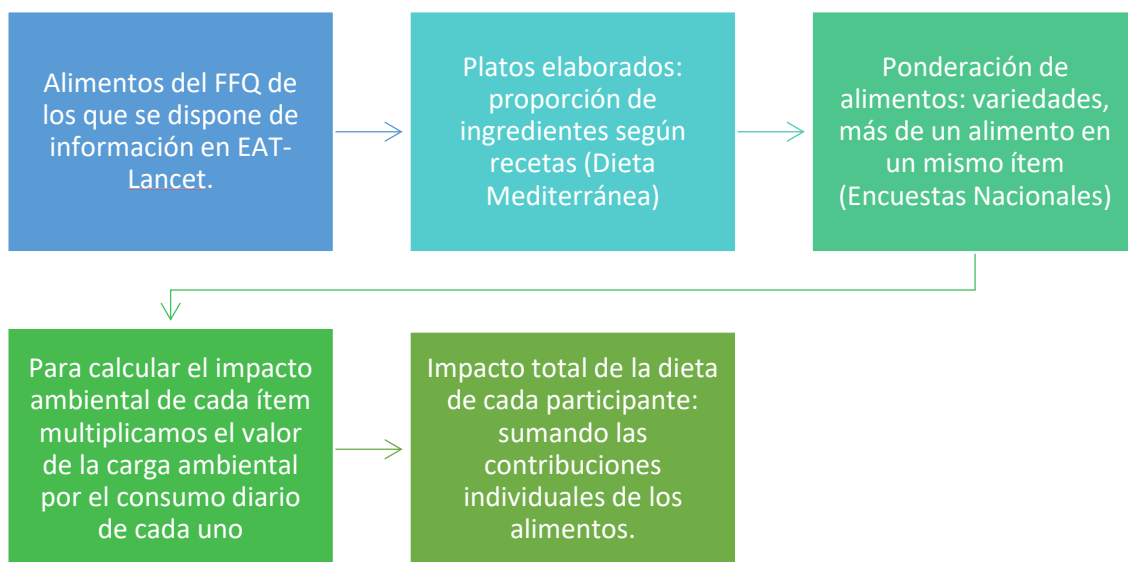 Alimentos del FFQ de
los que se dispone de
información en EAT-
Lancet.
Platos elaborados:
proporción de
ingredientes según
recetas (Dieta
Mediterránea)
Ponderación de
alimentos: variedades,
más de un alimento en
un mismo ítem
(Encuestas Nacionales)
Para calcular el impacto
ambiental de cada ítem
multiplicamos el valor
de la carga ambiental
por el consumo diario
de cada uno
Impacto total de la dieta
de cada participante:
sumando las
contribuciones
individuales de los
alimentos.